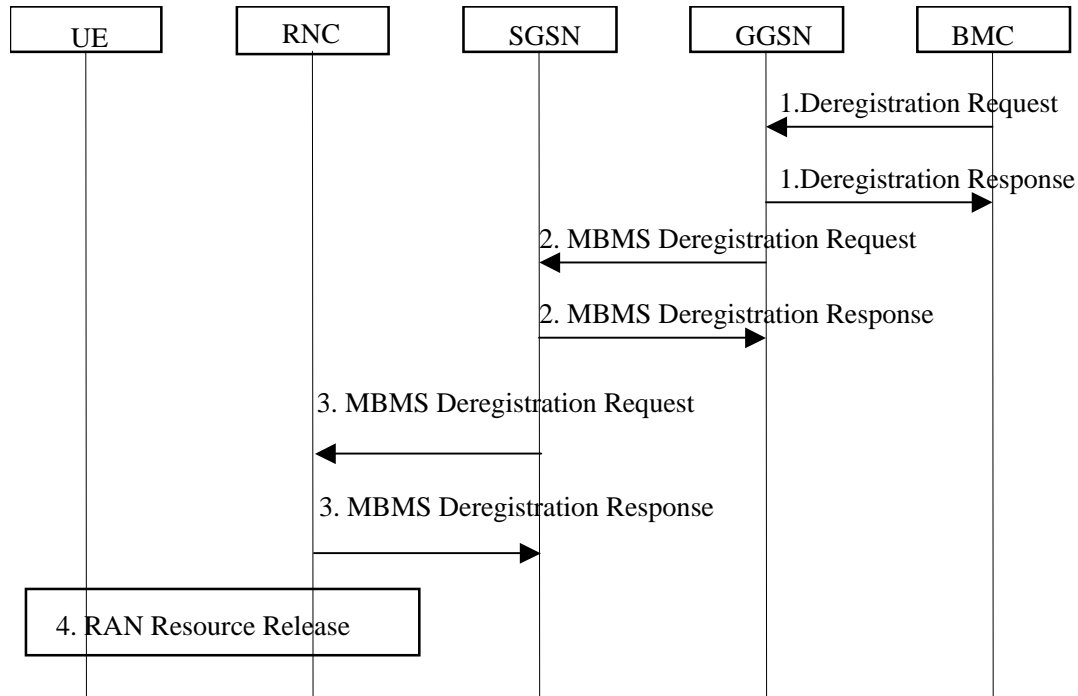 UE
RNC
SGSN
GGSN
BMC
1.Deregistration Request
1.Deregistration Response
2. MBMS Deregistration Request
2. MBMS Deregistration Response
3. MBMS Deregistration Request
3. MBMS Deregistration Response
4. RAN Resource Release